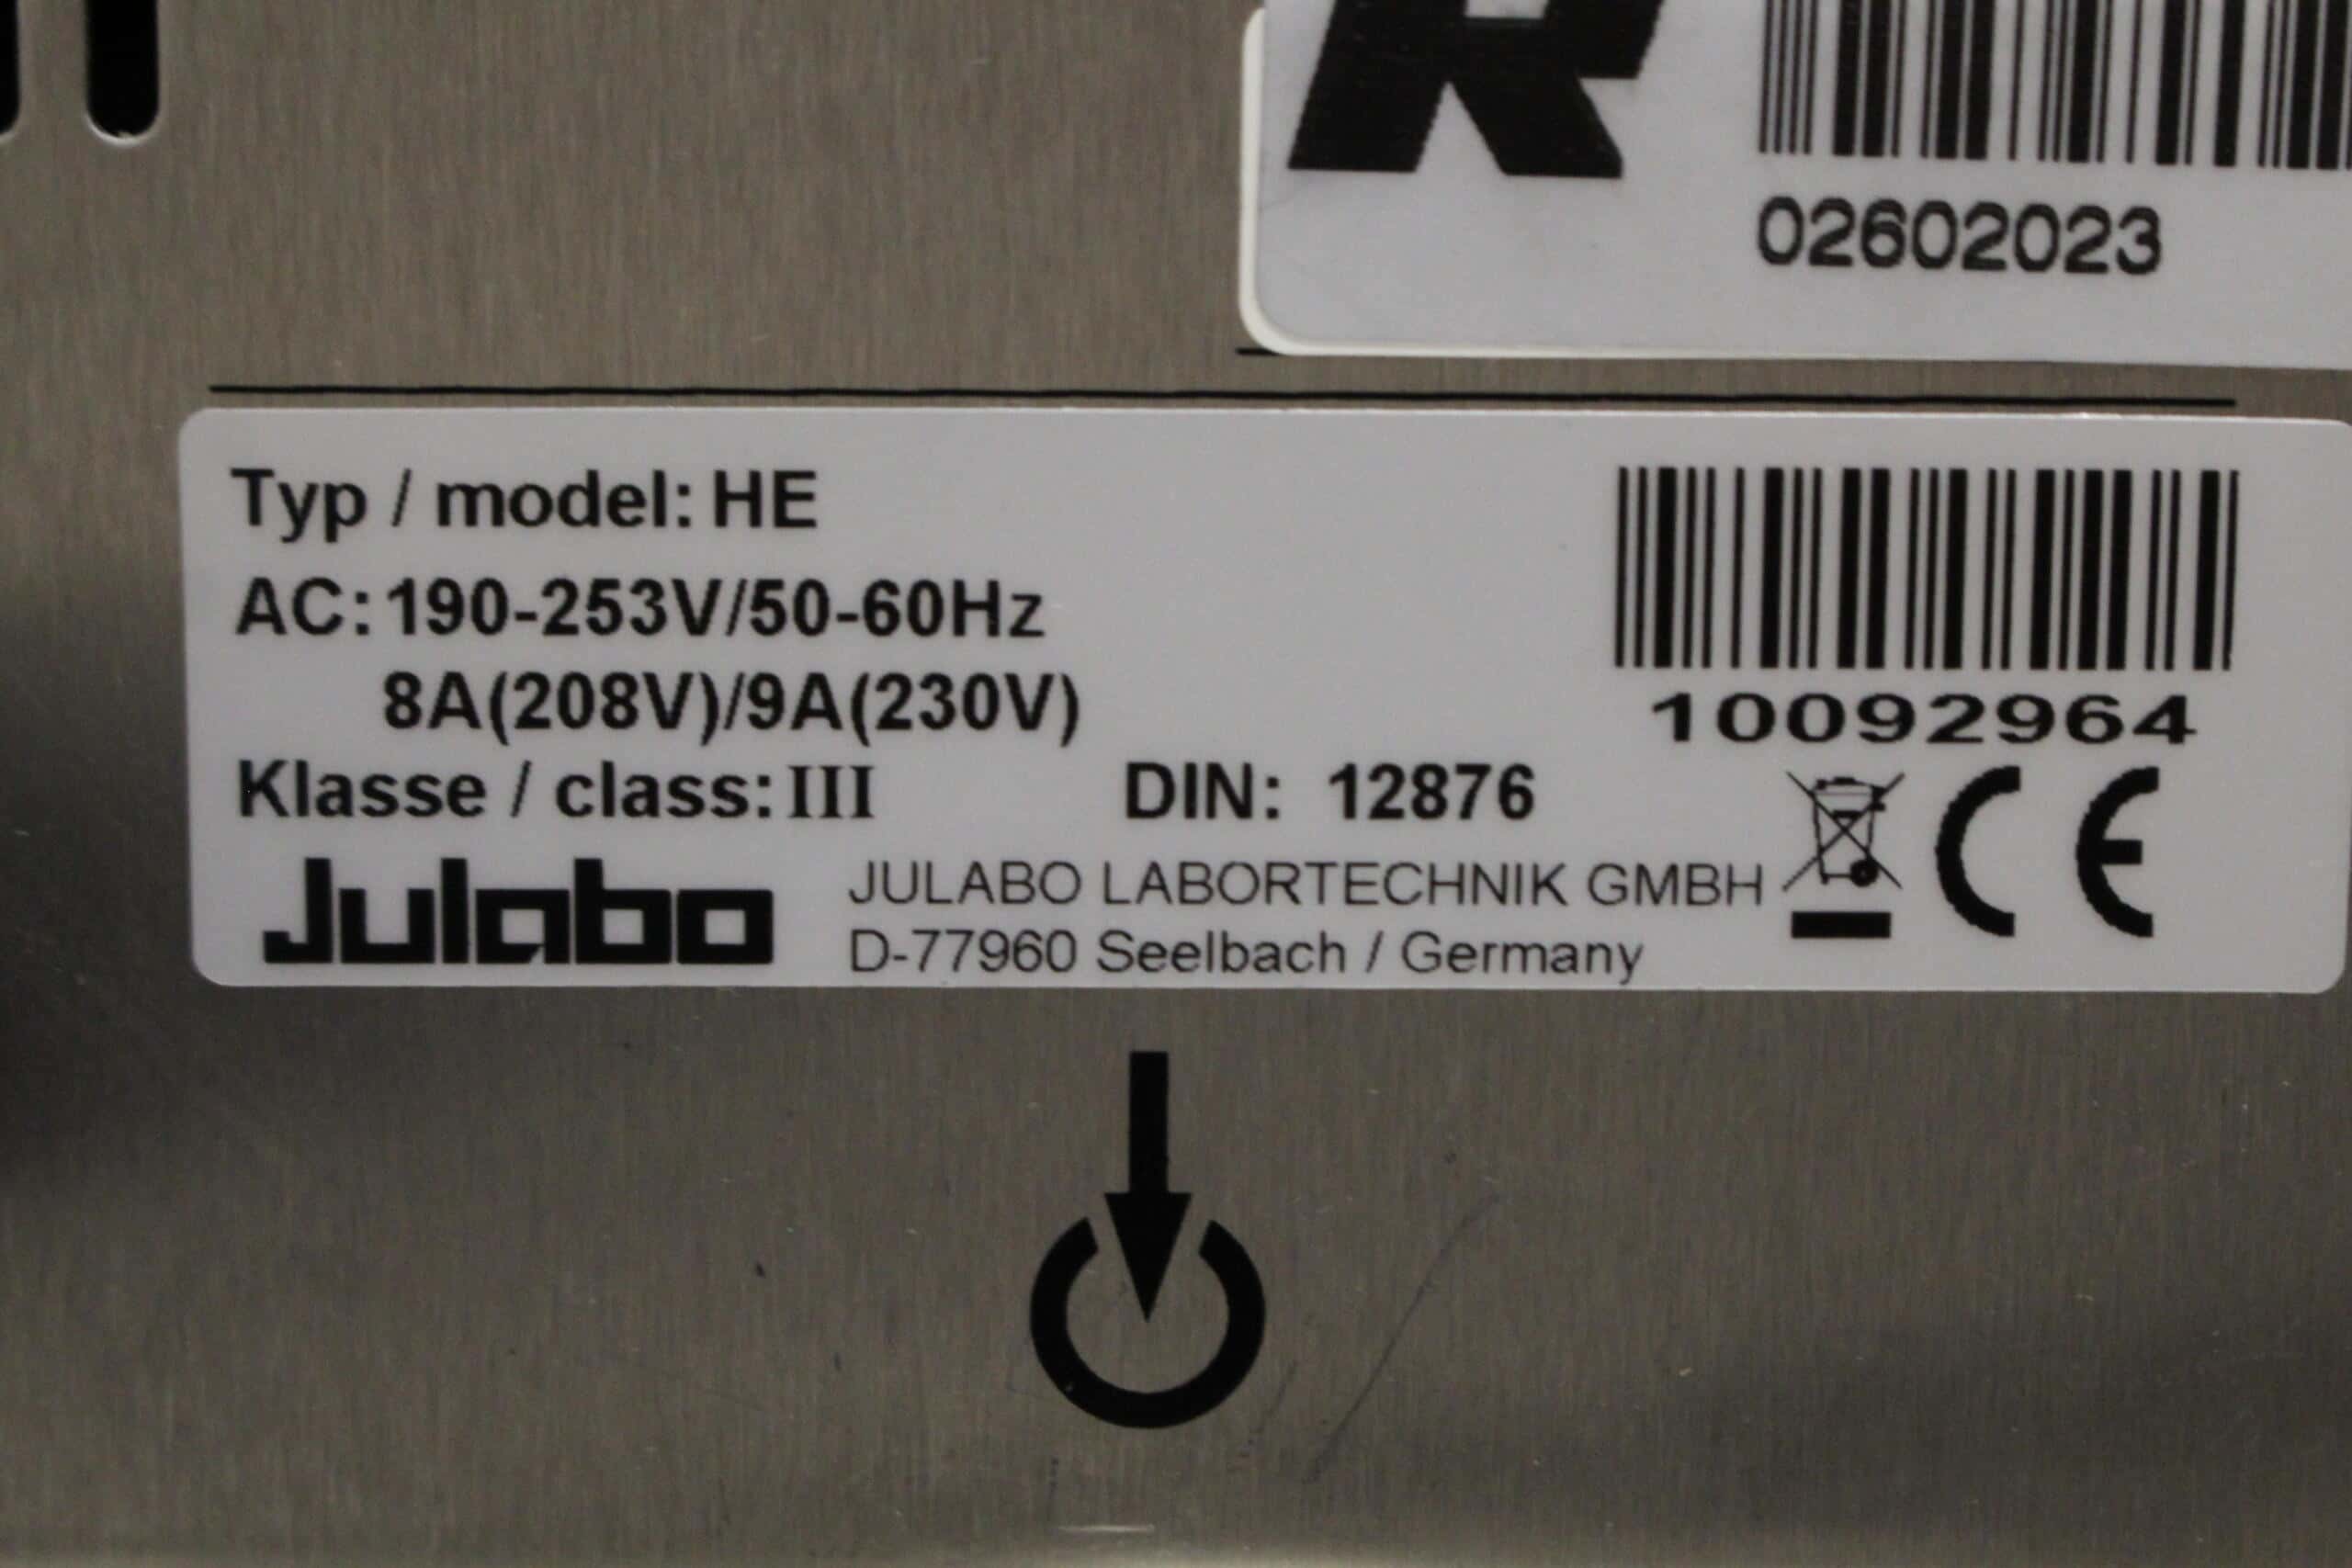 R
02602023
Typ / model: HE
AC: 190-253V/50-60Hz
8A(208V)/9A(230V)
10092964
Klasse / class: III DIN: 12876
CE
Julabo JULABO LABORTECHNIK GMBH
D-77960 Seelbach / Germany